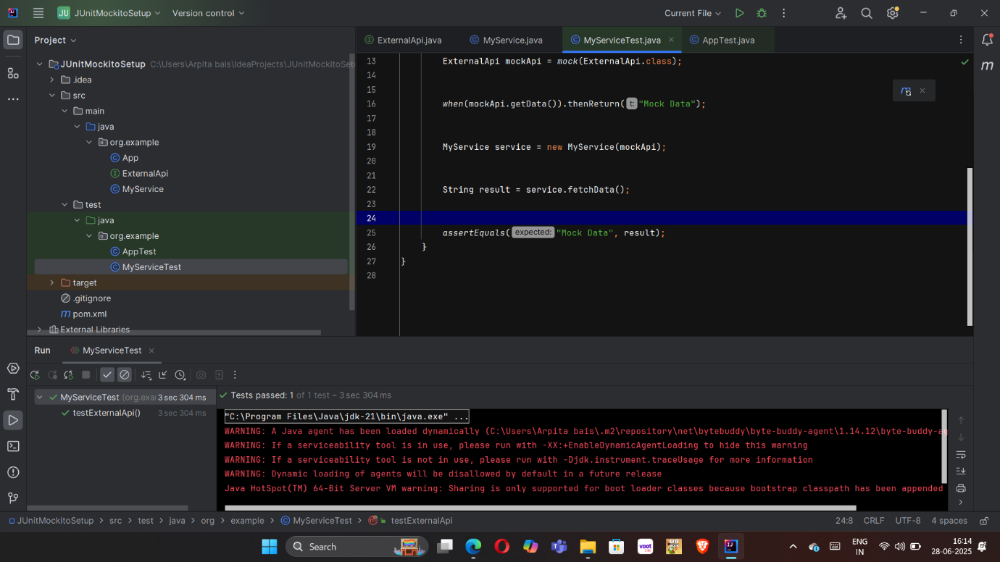 JU JUnitMockitoSetup Version control Current File
Project
ExternalApi.java MyService.java MyServiceTest.java AppTest.java
JUnitMockitoSetup C:\Users\Arpita bais\IdeaProjects\JUnitMockitoSet
.idea
src
main
java
org.example
App
ExternalApi
MyService
test
java
org.example
AppTest
MyServiceTest
target
.gitignore
pom.xml
External Libraries
13 ExternalApi mockApi = mock(ExternalApi.class);
14
15
16 when(mockApi.getData()).thenReturn( t: "Mock Data");
17
18
19 MyService service = new MyService(mockApi);
20
21
22 String result = service.fetchData();
23
24
25 assertEquals( expected: "Mock Data", result);
26 }
27 }
28
Run MyServiceTest
MyServiceTest (org.exa 3 sec 304 ms
testExternalApi() 3 sec 304 ms
Tests passed: 1 of 1 test – 3 sec 304 ms
"C:\Program Files\Java\jdk-21\bin\java.exe" ...
WARNING: A Java agent has been loaded dynamically (C:\Users\Arpita bais\.m2\repository\net\bytebuddy\byte-buddy-agent\1.14.12\byte-buddy-ag
WARNING: If a serviceability tool is in use, please run with -XX:+EnableDynamicAgentLoading to hide this warning
WARNING: If a serviceability tool is not in use, please run with -Djdk.instrument.traceUsage for more information
WARNING: Dynamic loading of agents will be disallowed by default in a future release
Java HotSpot(TM) 64-Bit Server VM warning: Sharing is only supported for boot loader classes because bootstrap classpath has been appended
JUnitMockitoSetup > src > test > java > org > example > MyServiceTest > testExternalApi 24:8 CRLF UTF-8 4 spaces
Search
voot
ENG
IN
16:14
28-06-2025